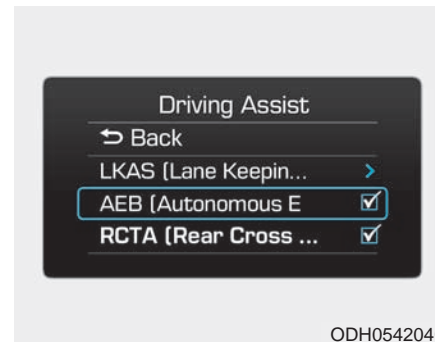 Driving Assist
Back
LKAS (Lane Keepin...
AEB (Autonomous E
RCTA (Rear Cross ...
ODH054204